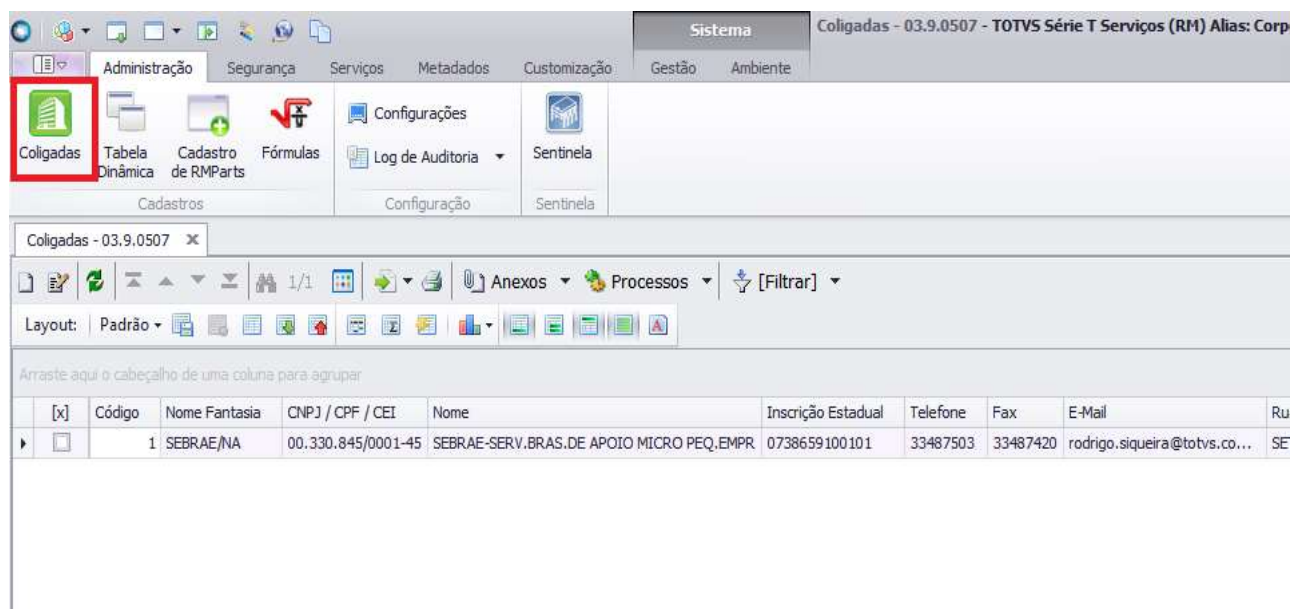 Sistema
Coligadas - 03.9.0507 - TOTVS Série T Serviços (RM) Alias: Corp
Administração Segurança Serviços Metadados Customização Gestão Ambiente
Coligadas
Tabela Dinâmica
Cadastro de RMParts
Fórmulas
Cadastros
Configurações
Log de Auditoria
Configuração
Sentinela
Sentinela
Coligadas - 03.9.0507 x
1/1 Anexos Processos [Filtrar]
Layout: Padrão
Arraste aqui o cabeçalho de uma coluna para agrupar
[x] Código Nome Fantasia CNPJ / CPF / CEI Nome Inscrição Estadual Telefone Fax E-Mail Ru
1 SEBRAE/NA 00.330.845/0001-45 SEBRAE-SERV.BRAS.DE APOIO MICRO PEQ.EMPR 0738659100101 33487503 33487420 rodrigo.siqueira@totvs.co... SE